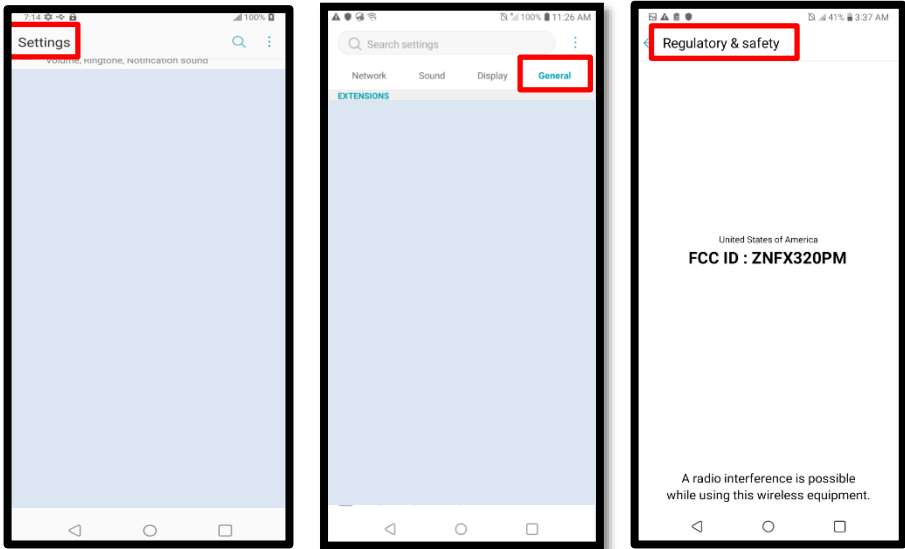 7:14 100%
Settings
Volume, Ringtone, Notification sound
100% 11:26 AM
Search settings
Network Sound Display General
EXTENSIONS
41% 3:37 AM
Regulatory & safety
United States of America
FCC ID : ZNFX320PM
A radio interference is possible
while using this wireless equipment.